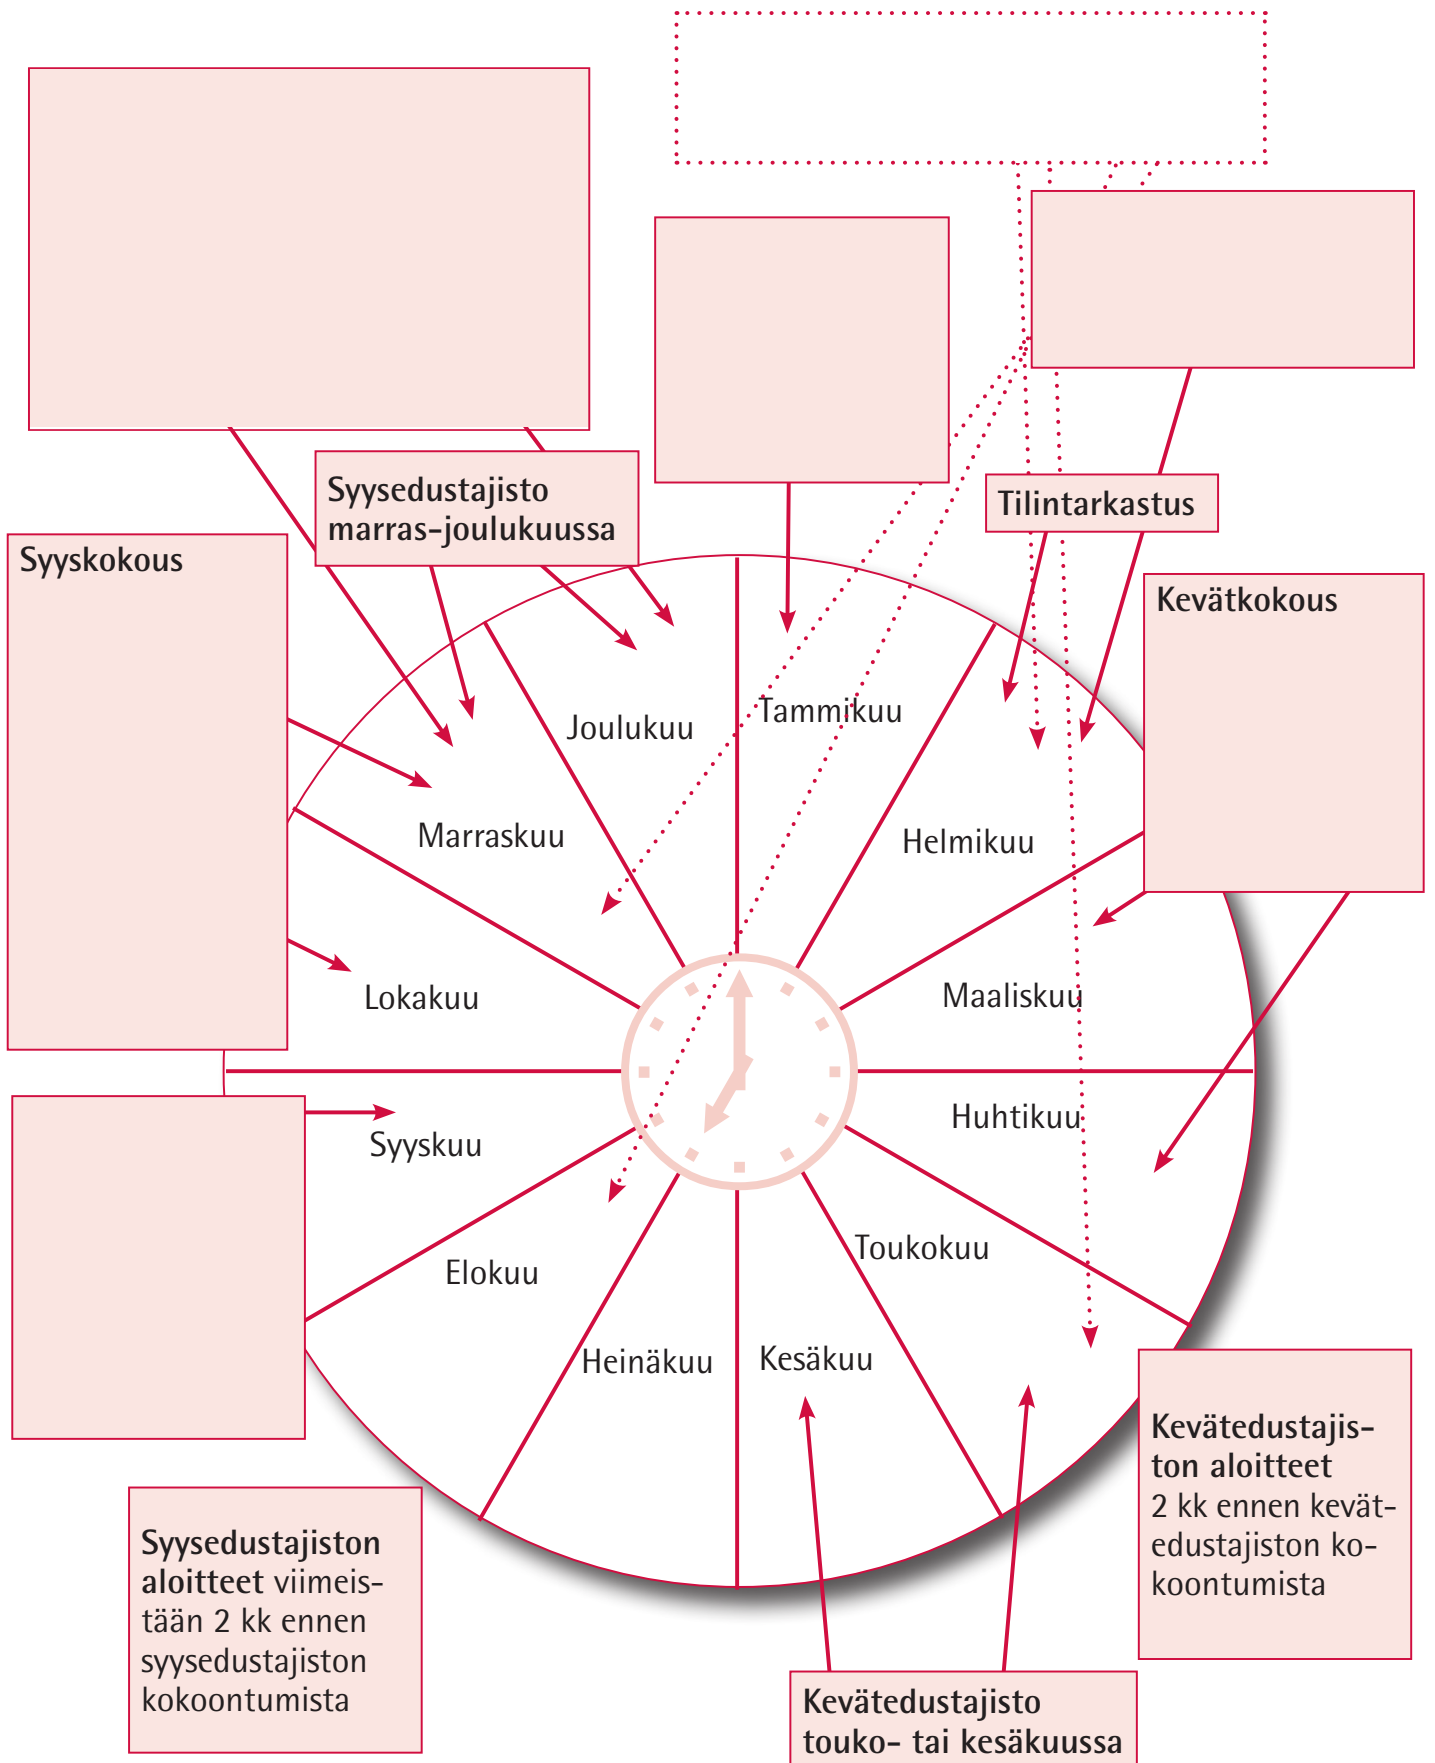 Syysedustajisto
marras-joulukuussa
Tilintarkastus
Syyskokous
Kevätkokous
Joulukuu
Tammikuu
Marraskuu
Helmikuu
Lokakuu
Maaliskuu
Syyskuu
Huhtikuu
Elokuu
Toukokuu
Heinäkuu
Kesäkuu
Kevätedustajis-
ton aloitteet
2 kk ennen kevät-
edustajiston ko-
koontumista
Syysedustajiston
aloitteet viimeis-
tään 2 kk ennen
syysedustajiston
kokoontumista
Kevätedustajisto
touko- tai kesäkuussa